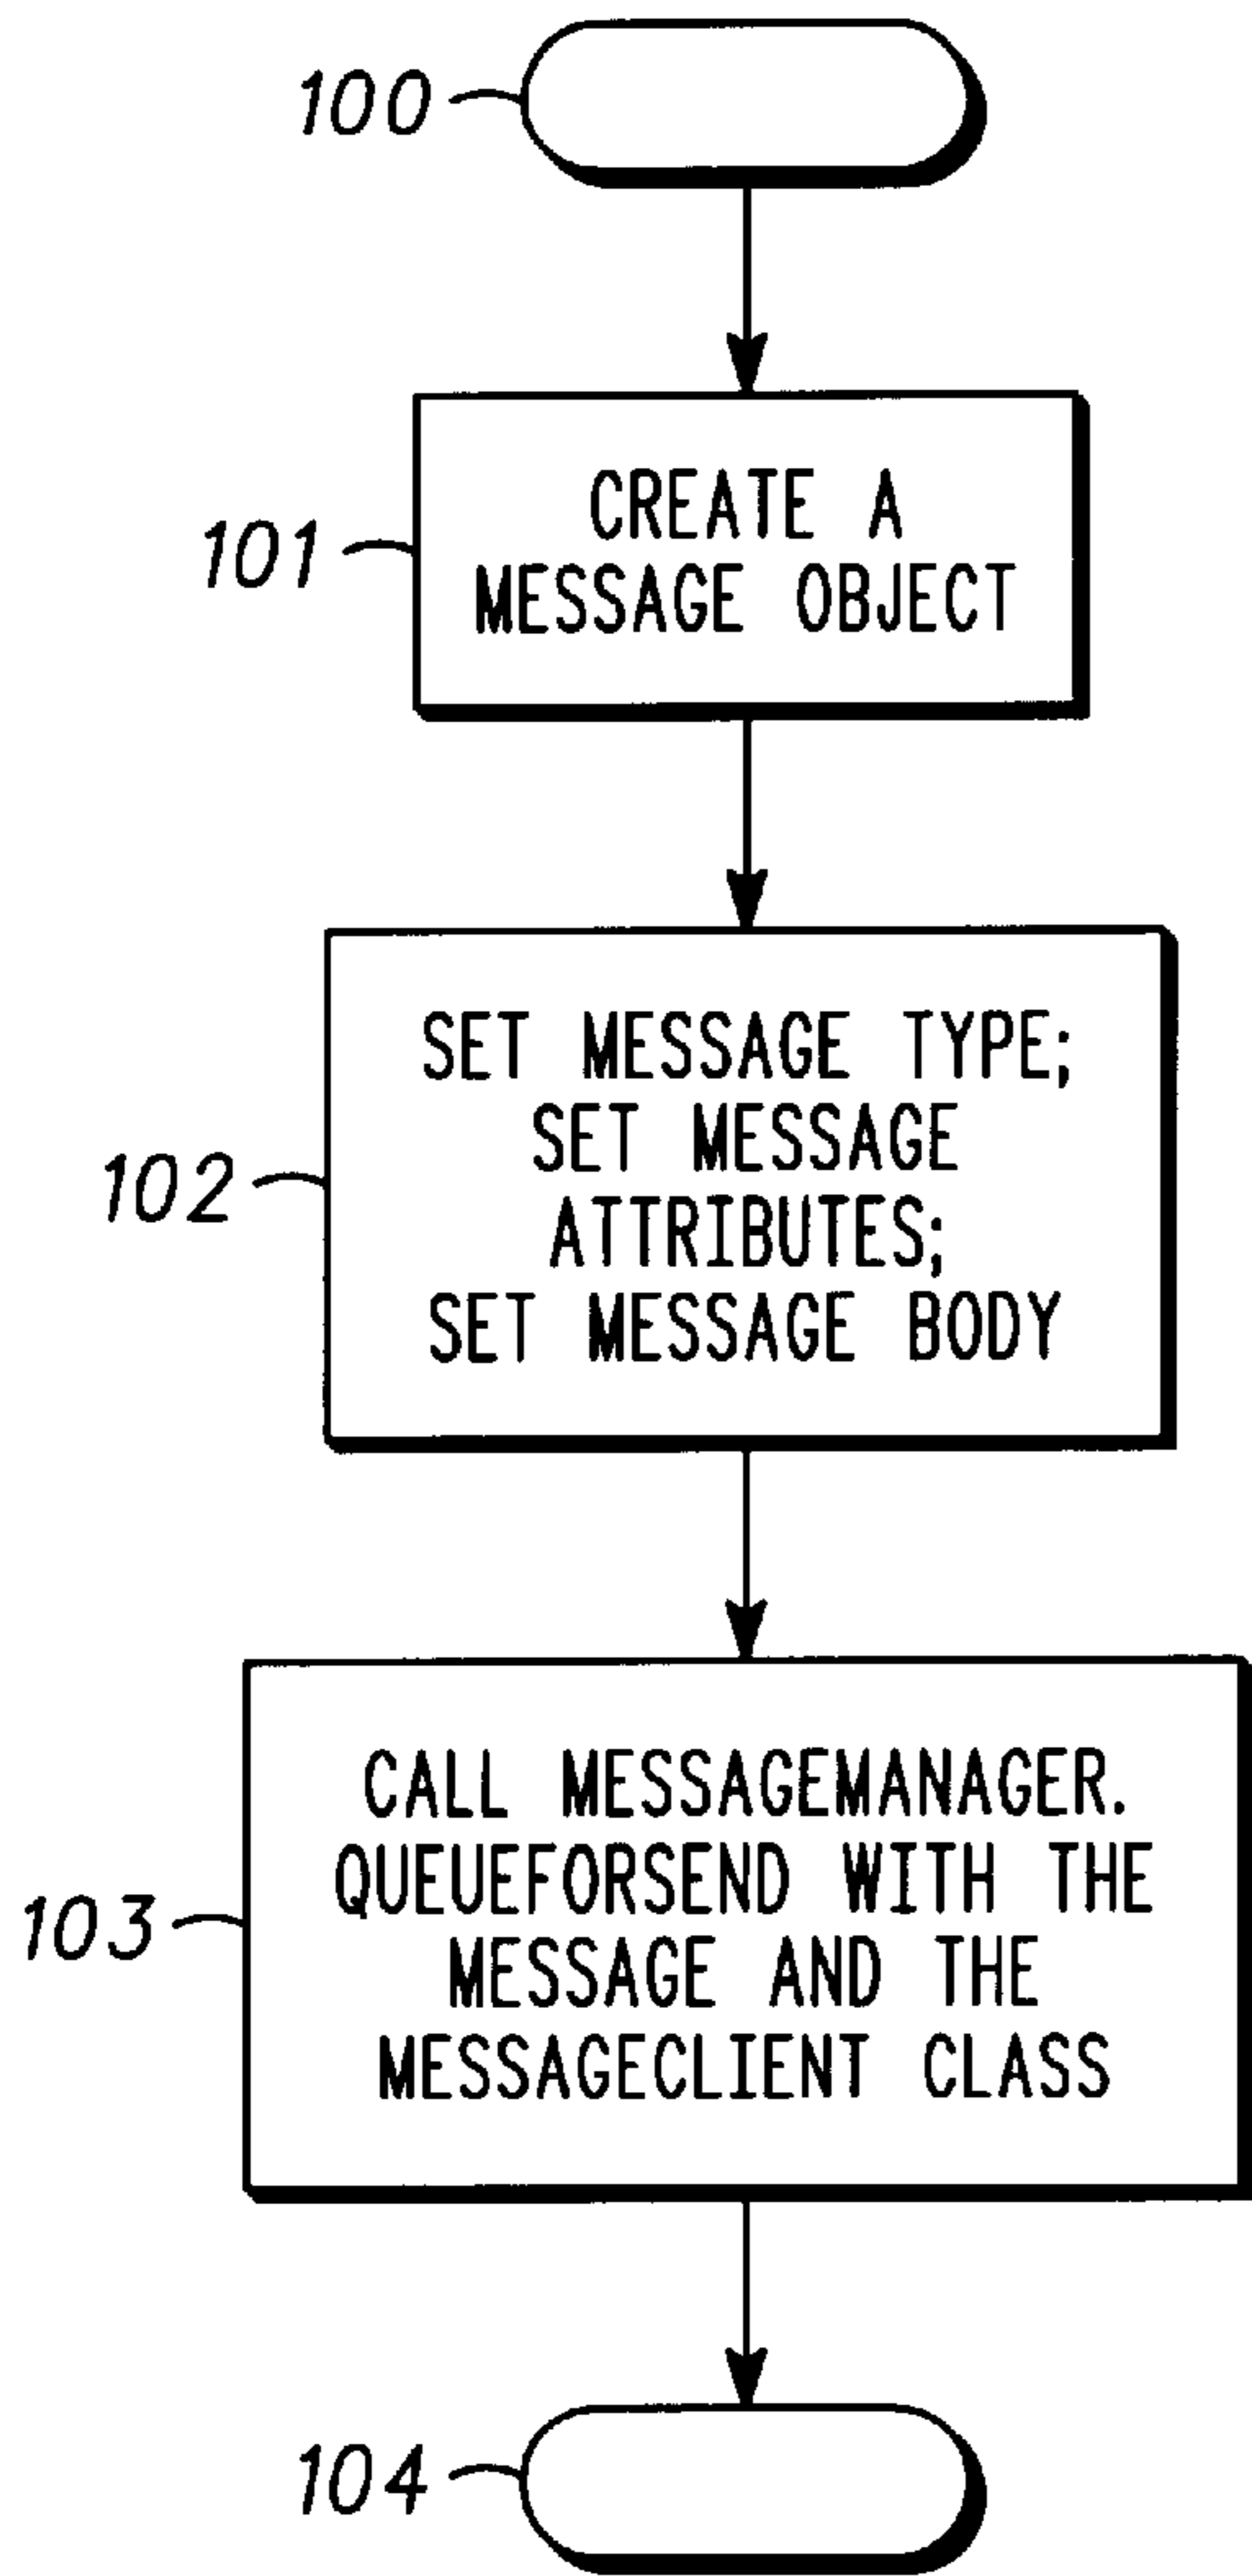 100
101
CREATE A
MESSAGE OBJECT
102
SET MESSAGE TYPE;
SET MESSAGE
ATTRIBUTES;
SET MESSAGE BODY
103
CALL MESSAGEMANAGER.
QUEUEFORSEND WITH THE
MESSAGE AND THE
MESSAGECLIENT CLASS
104